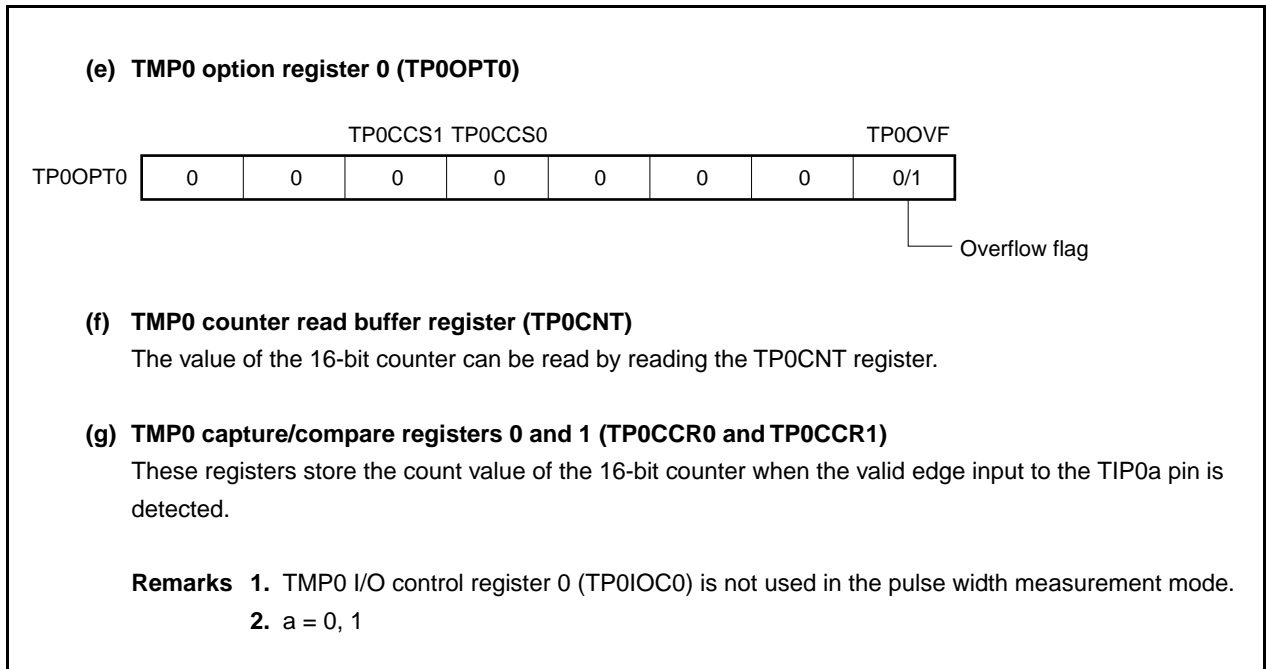 (e) TMP0 option register 0 (TP0OPT0)
TP0CCS1 TP0CCS0 TP0OVF
TP0OPT0 0 0 0 0 0 0 0 0/1
Overflow flag
(f) TMP0 counter read buffer register (TP0CNT)
The value of the 16-bit counter can be read by reading the TP0CNT register.
(g) TMP0 capture/compare registers 0 and 1 (TP0CCR0 and TP0CCR1)
These registers store the count value of the 16-bit counter when the valid edge input to the TIP0a pin is
detected.
Remarks 1. TMP0 I/O control register 0 (TP0IOC0) is not used in the pulse width measurement mode.
2. a = 0, 1